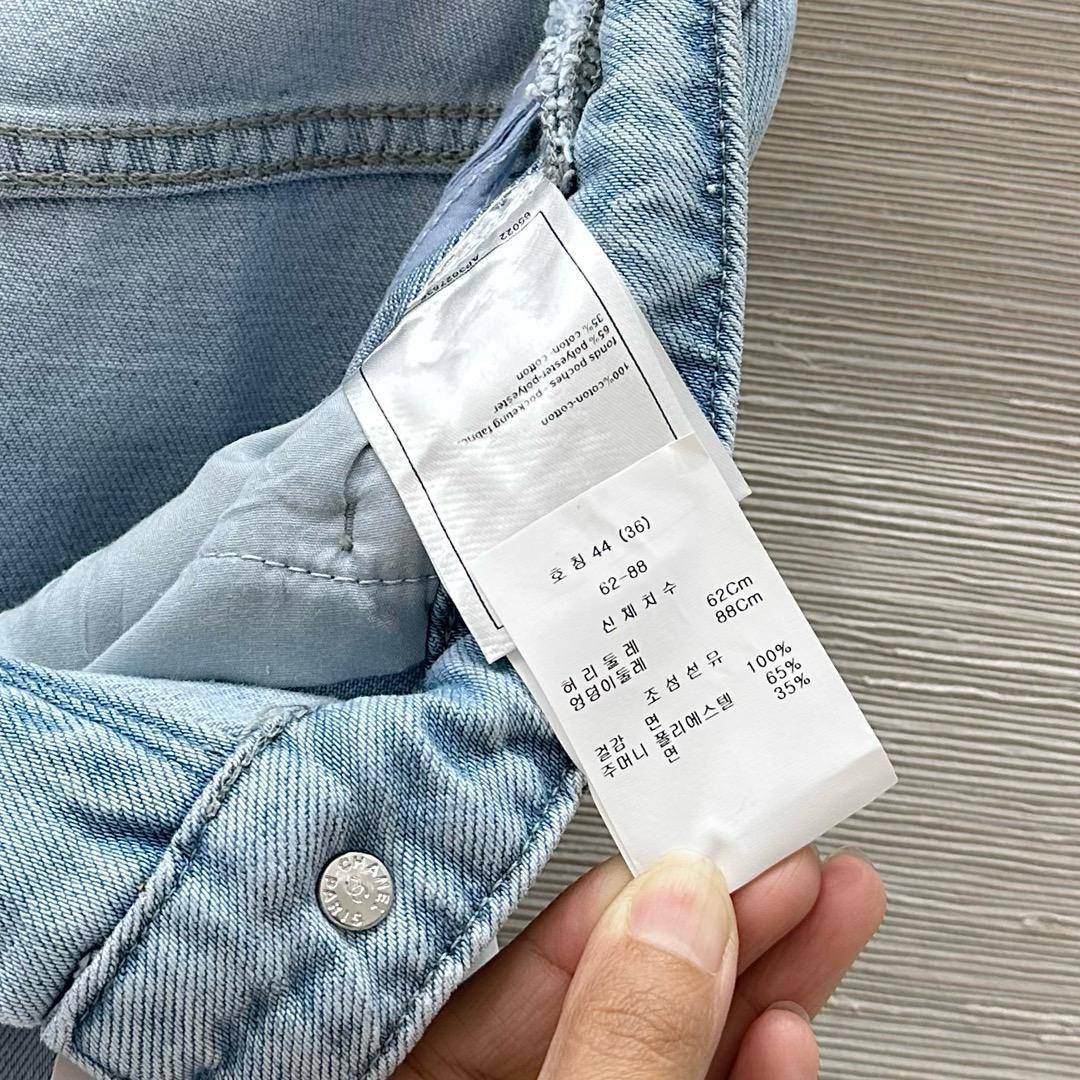 65022
100% coton-cotton
fonds poches - pocketing fabric
65% polyester-polyester
35% coton-cotton
호 칭 44 (36)
62-88
신 체 치 수
허 리 둘 레 62Cm
엉덩이둘레 88Cm
조 섬 섬 유
겉감 면 100%
주머니 폴리에스텔 65%
면 35%
CHANEL
PARIS